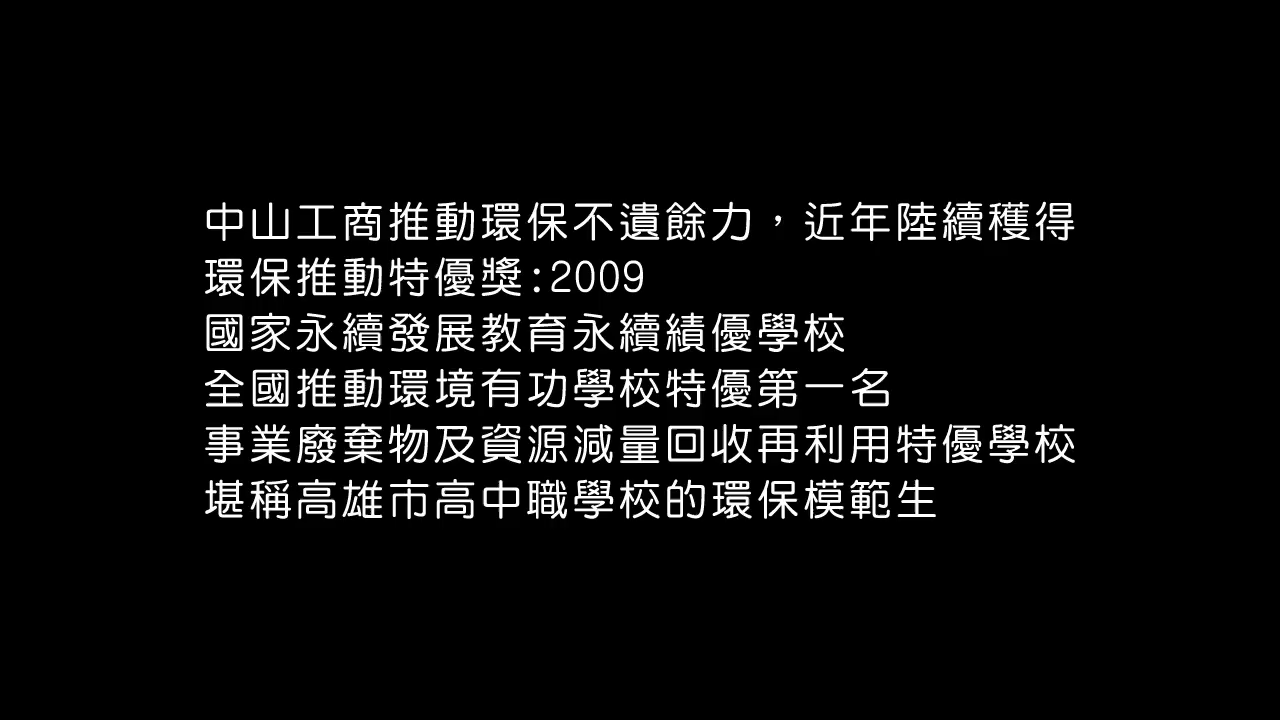 中山工商推動環保不遺餘力，近年陸續穫得
環保推動特優獎:2009
國家永續發展教育永續績優學校
全國推動環境有功學校特優第一名
事業廢棄物及資源減量回收再利用特優學校
堪稱高雄市高中職學校的環保模範生